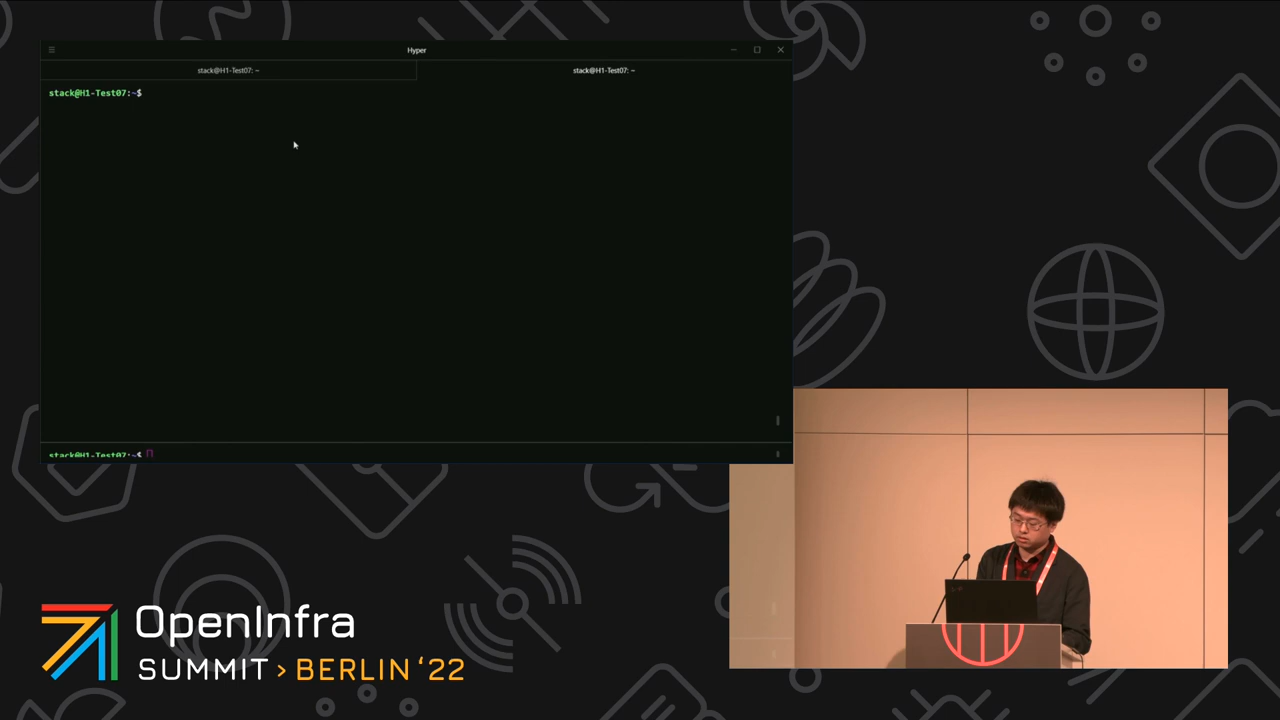 Hyper
stack@H1-Test07: ~
stack@H1-Test07: ~
stack@H1-Test07:~$
stack@H1-Test07:~$
OpenInfra
SUMMIT > BERLIN ‘22